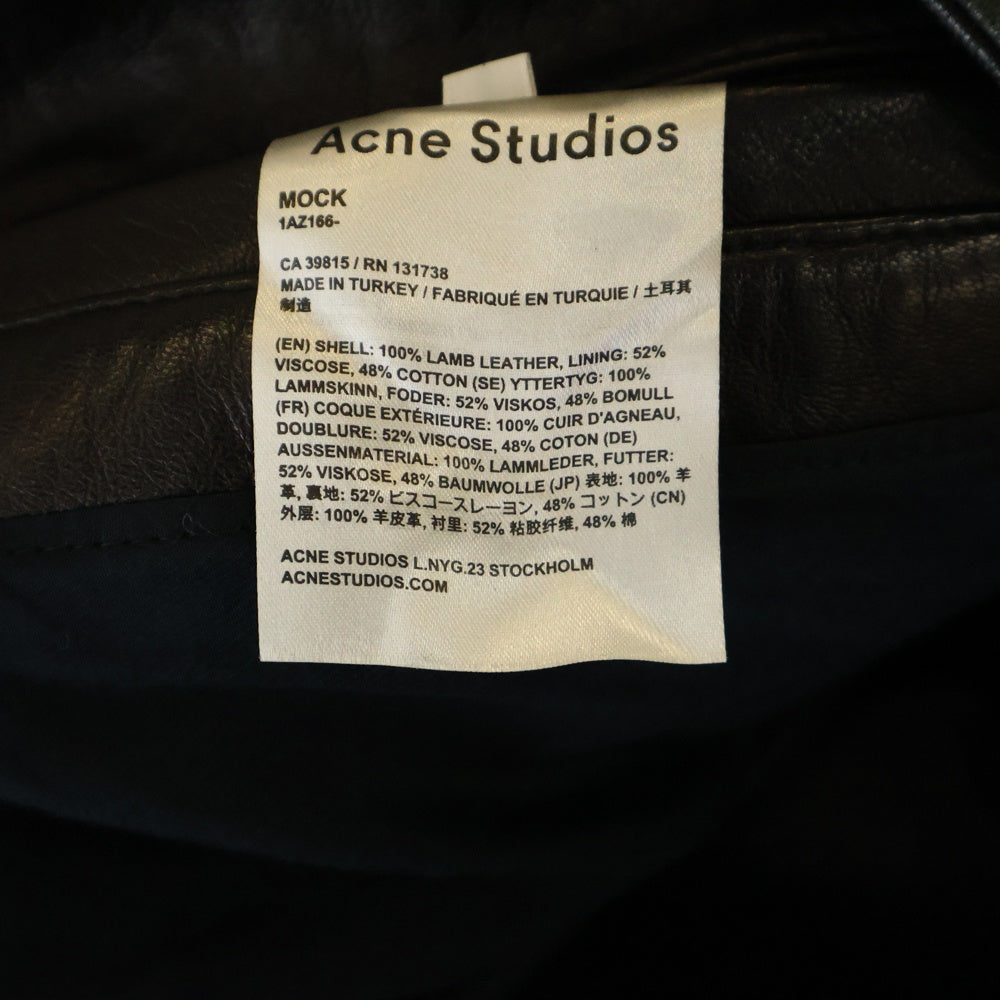 Acne Studios
MOCK
1AZ166-
CA 39815 / RN 131738
MADE IN TURKEY / FABRIQUÉ EN TURQUIE / 土耳其
制造
(EN) SHELL: 100% LAMB LEATHER, LINING: 52%
VISCOSE, 48% COTTON (SE) YTTERTYG: 100%
LAMMSKINN, FODER: 52% VISKOS, 48% BOMULL
(FR) COQUE EXTÉRIEURE: 100% CUIR D'AGNEAU,
DOUBLURE: 52% VISCOSE, 48% COTON (DE)
AUSSENMATERIAL: 100% LAMMLEDER, FUTTER:
52% VISKOSE, 48% BAUMWOLLE (JP) 表地: 100% 羊
革, 裏地: 52% ビスコースレーヨン, 48% コットン (CN)
外层: 100% 羊皮革, 衬里: 52% 粘胶纤维, 48% 棉
ACNE STUDIOS L.NYG.23 STOCKHOLM
ACNESTUDIOS.COM